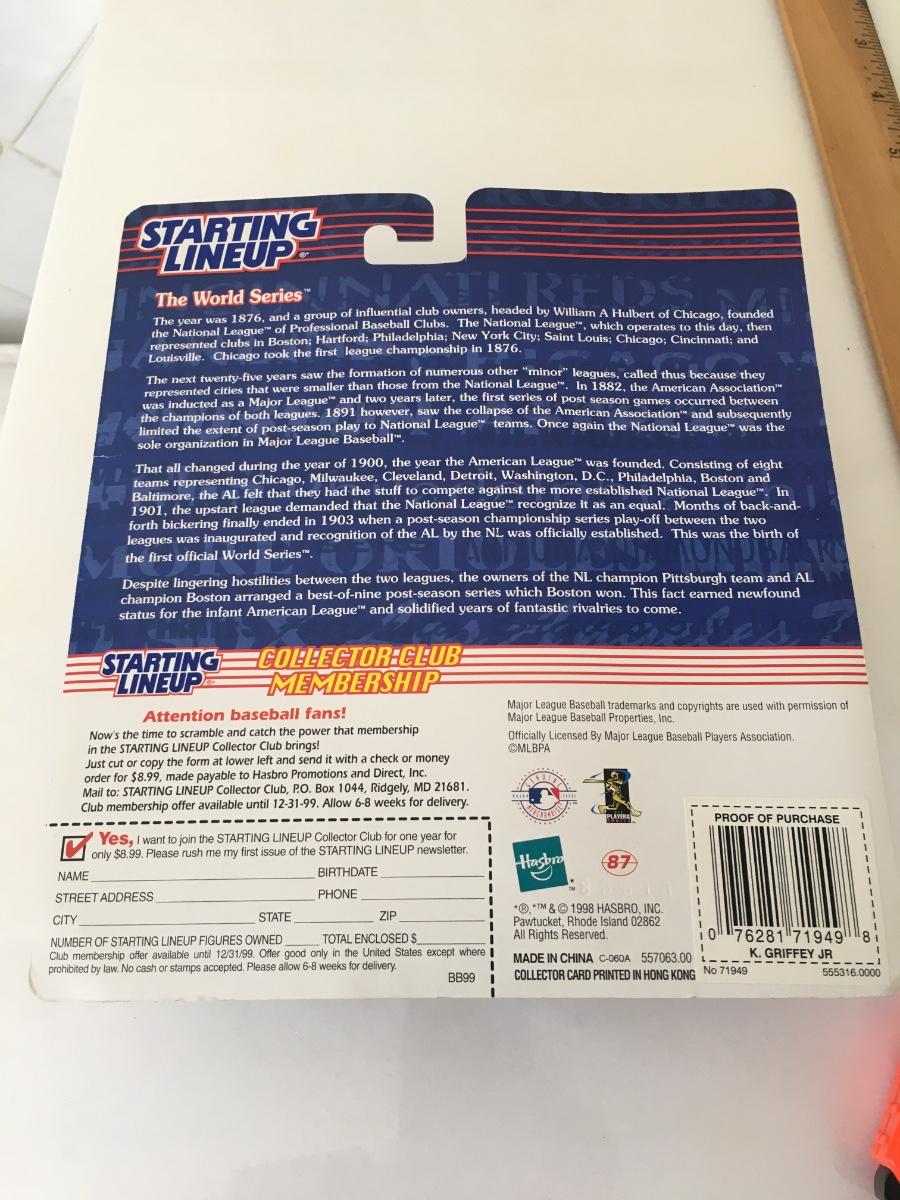 STARTING
LINEUP
The World Series™
The year was 1876, and a group of influential club owners, headed by William A Hulbert of Chicago, founded
the National League™ of Professional Baseball Clubs. The National League™, which operates to this day, then
represented clubs in Boston; Hartford; Philadelphia; New York City; Saint Louis; Chicago; Cincinnati; and
Louisville. Chicago took the first league championship in 1876.
The next twenty-five years saw the formation of numerous other "minor" leagues, called thus because they
represented cities that were smaller than those from the National League™. In 1882, the American Association™
was inducted as a Major League™ and two years later, the first series of post season games occurred between
the champions of both leagues. 1891 however, saw the collapse of the American Association™ and subsequently
limited the extent of post-season play to National League™ teams. Once again the National League™ was the
sole organization in Major League Baseball™.
That all changed during the year of 1900, the year the American League™ was founded. Consisting of eight
teams representing Chicago, Milwaukee, Cleveland, Detroit, Washington, D.C., Philadelphia, Boston and
Baltimore, the AL felt that they had the stuff to compete against the more established National League™. In
1901, the upstart league demanded that the National League™ recognize it as an equal. Months of back-and-
forth bickering finally ended in 1903 when a post-season championship series play-off between the two
leagues was inaugurated and recognition of the AL by the NL was officially established. This was the birth of
the first official World Series™.
Despite lingering hostilities between the two leagues, the owners of the NL champion Pittsburgh team and AL
champion Boston arranged a best-of-nine post-season series which Boston won. This fact earned newfound
status for the infant American League™ and solidified years of fantastic rivalries to come.
STARTING
LINEUP
COLLECTOR CLUB
MEMBERSHIP
Attention baseball fans!
Now's the time to scramble and catch the power that membership
in the STARTING LINEUP Collector Club brings!
Just cut or copy the form at lower left and send it with a check or money
order for $8.99, made payable to Hasbro Promotions and Direct, Inc.
Mail to: STARTING LINEUP Collector Club, P.O. Box 1044, Ridgely, MD 21681.
Club membership offer available until 12-31-99. Allow 6-8 weeks for delivery.
Yes, I want to join the STARTING LINEUP Collector Club for one year for
only $8.99. Please rush me my first issue of the STARTING LINEUP newsletter.
NAME BIRTHDATE
STREET ADDRESS PHONE
CITY STATE ZIP
NUMBER OF STARTING LINEUP FIGURES OWNED TOTAL ENCLOSED $
Club membership offer available until 12/31/99. Offer good only in the United States except where
prohibited by law. No cash or stamps accepted. Please allow 6-8 weeks for delivery.
BB99
Major League Baseball trademarks and copyrights are used with permission of
Major League Baseball Properties, Inc.
Officially Licensed By Major League Baseball Players Association.
©MLBPA
GENUINE
MAJOR LEAGUE
MERCHANDISE
PLAYERS
CHOICE
Hasbro
*™
87
*®,*™ & © 1998 HASBRO, INC.
Pawtucket, Rhode Island 02862
All Rights Reserved.
MADE IN CHINA C-060A 557063.00
COLLECTOR CARD PRINTED IN HONG KONG
PROOF OF PURCHASE
0 76281 71949 8
K. GRIFFEY JR
No 71949 555316.0000